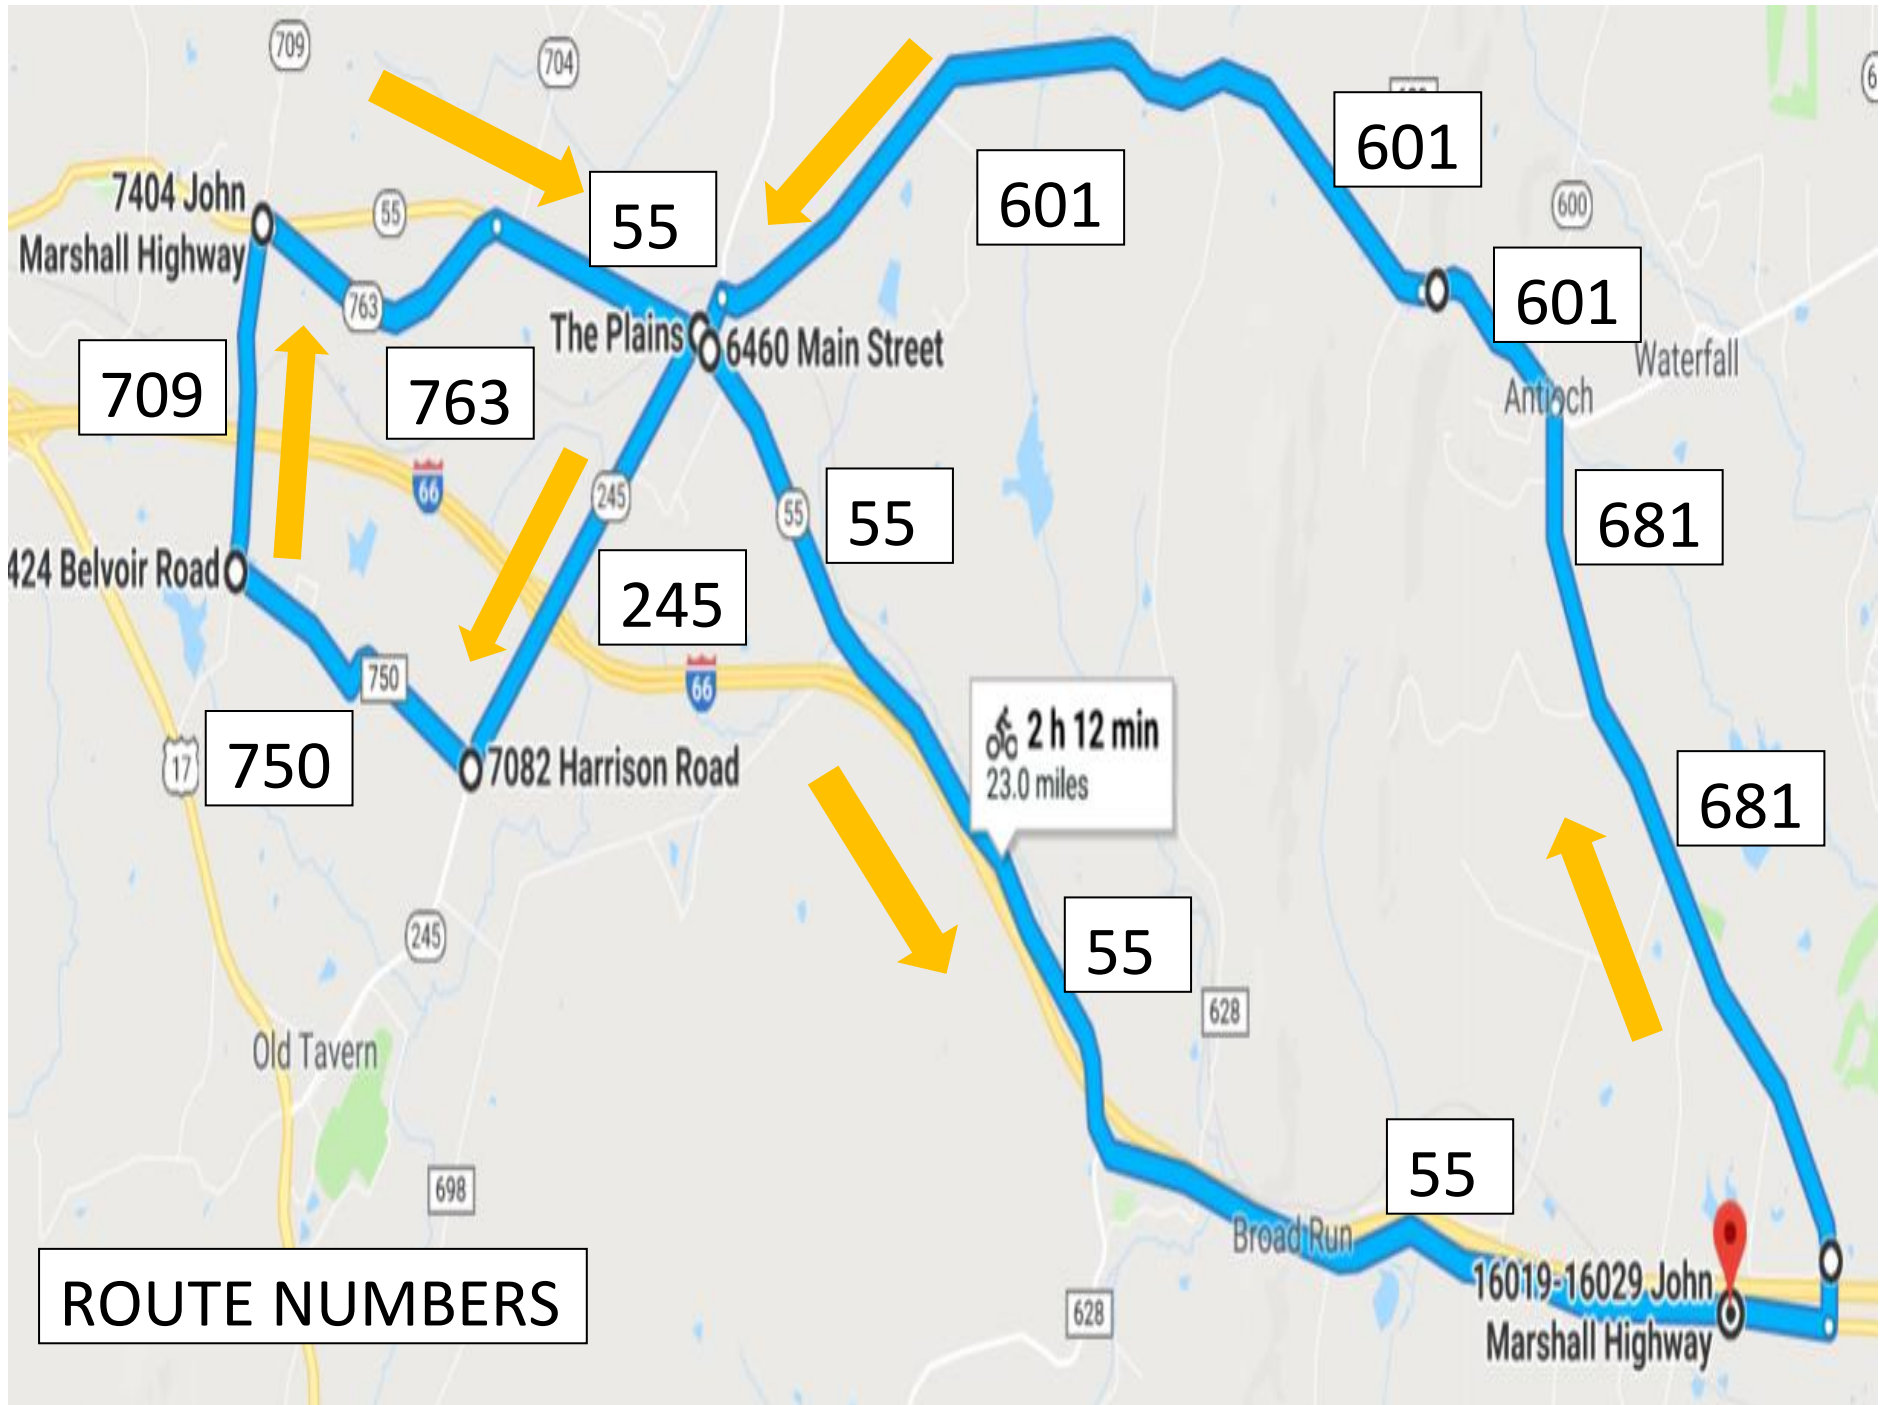 709
704
601
6
601
55
600
7404 John
Marshall Highway
55
601
601
763
The Plains
6460 Main Street
Waterfall
709
763
Antioch
66
245
55
55
681
424 Belvoir Road
245
66
750
2 h 12 min
23.0 miles
17
750
7082 Harrison Road
681
245
55
628
Old Tavern
55
698
Broad Run
16019-16029 John
Marshall Highway
628
ROUTE NUMBERS